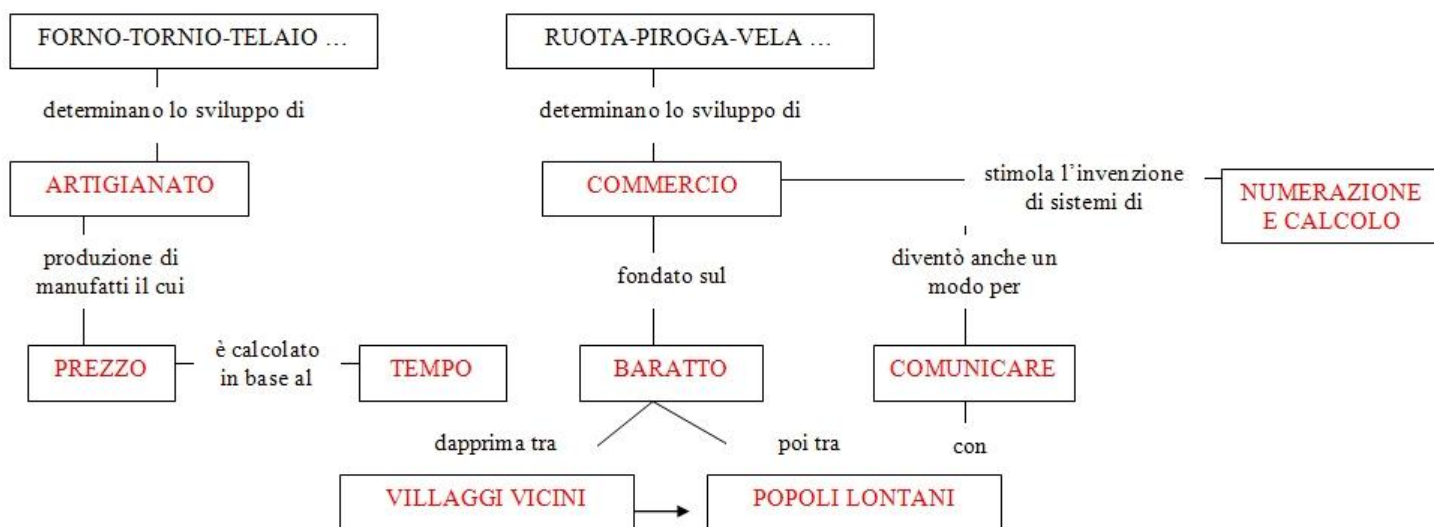 FORNO-TORNIO-TELAIO …
RUOTA-PIROGA-VELA …
determinano lo sviluppo di
determinano lo sviluppo di
ARTIGIANATO
COMMERCIO
stimola l’invenzione
di sistemi di
NUMERAZIONE
E CALCOLO
produzione di
manufatti il cui
fondato sul
diventò anche un
modo per
PREZZO
è calcolato
in base al
TEMPO
BARATTO
COMUNICARE
dapprima tra
poi tra
con
VILLAGGI VICINI
POPOLI LONTANI